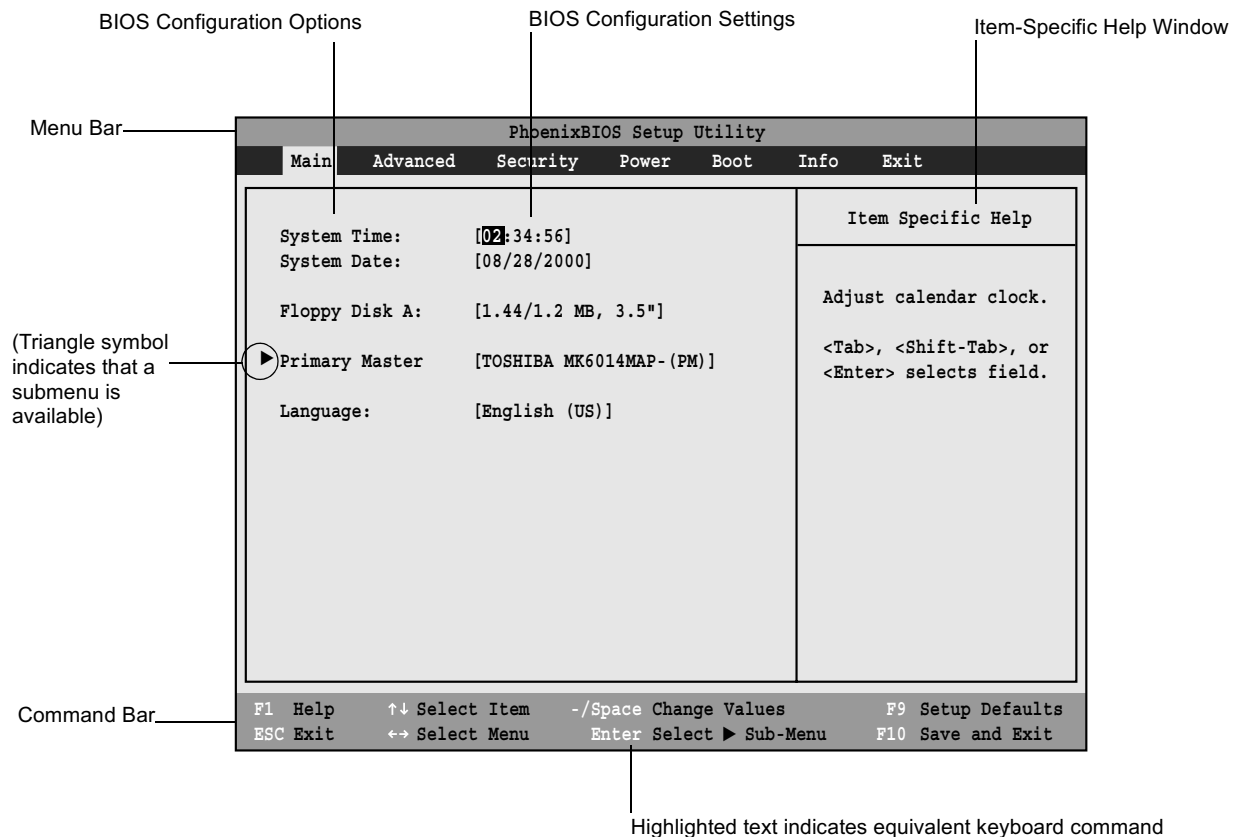 BIOS Configuration Options
BIOS Configuration Settings
Item-Specific Help Window
Menu Bar
PhoenixBIOS Setup Utility
Main Advanced Security Power Boot Info Exit
Item Specific Help
System Time: [02:34:56]
System Date: [08/28/2000]
Floppy Disk A: [1.44/1.2 MB, 3.5"]
Primary Master [TOSHIBA MK6014MAP-(PM)]
Language: [English (US)]
Adjust calendar clock.
<Tab>, <Shift-Tab>, or
<Enter> selects field.
(Triangle symbol
indicates that a
submenu is
available)
Command Bar
F1 Help ↑↓ Select Item -/Space Change Values F9 Setup Defaults
ESC Exit ←→ Select Menu Enter Select ▶ Sub-Menu F10 Save and Exit
Highlighted text indicates equivalent keyboard command